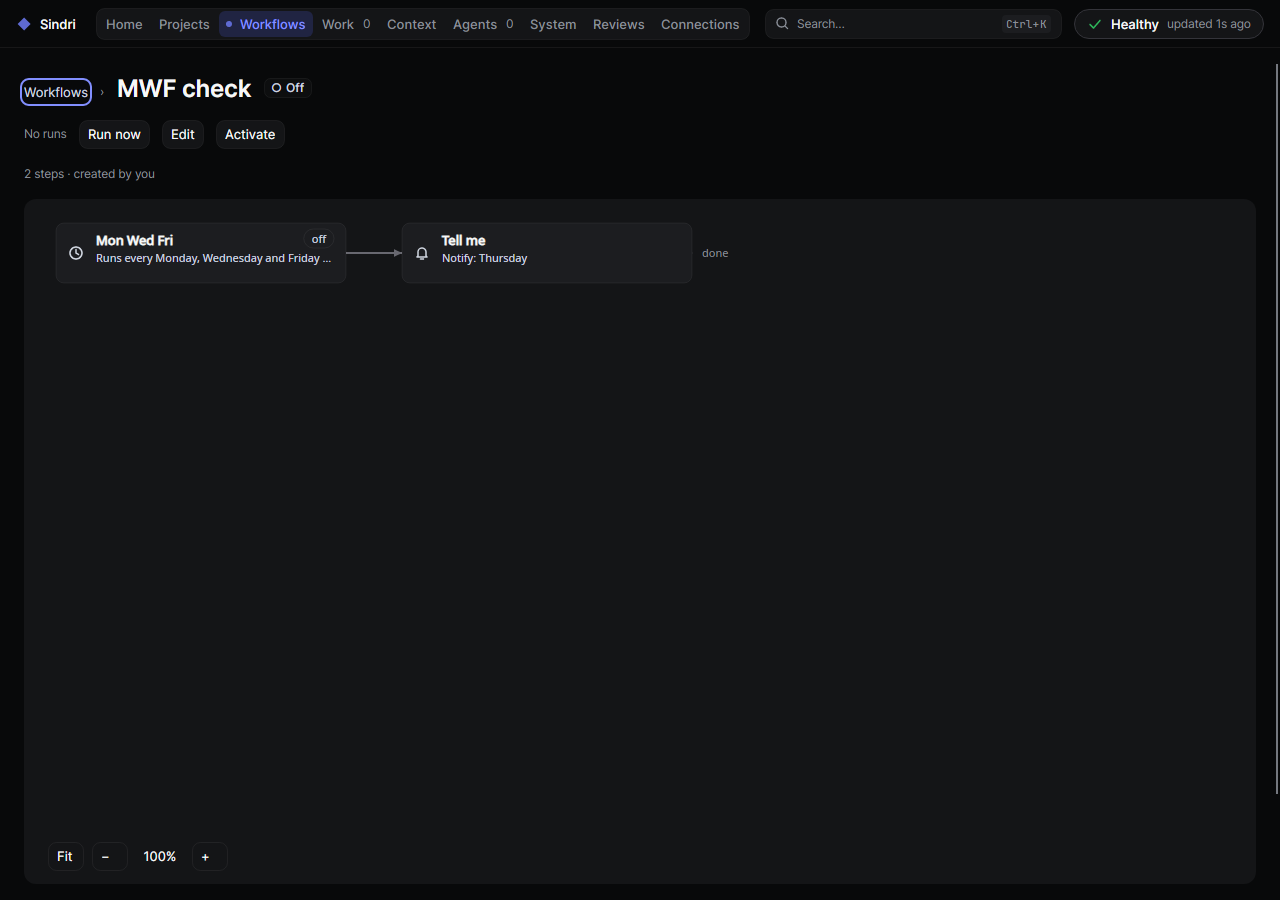 Sindri Home Projects Workflows Work 0 Context Agents 0 System Reviews Connections Search... Ctrl+K Healthy updated 1s ago
Workflows › MWF check Off
No runs Run now Edit Activate
2 steps · created by you
Mon Wed Fri off
Runs every Monday, Wednesday and Friday ...
Tell me
Notify: Thursday
done
Fit − 100% +